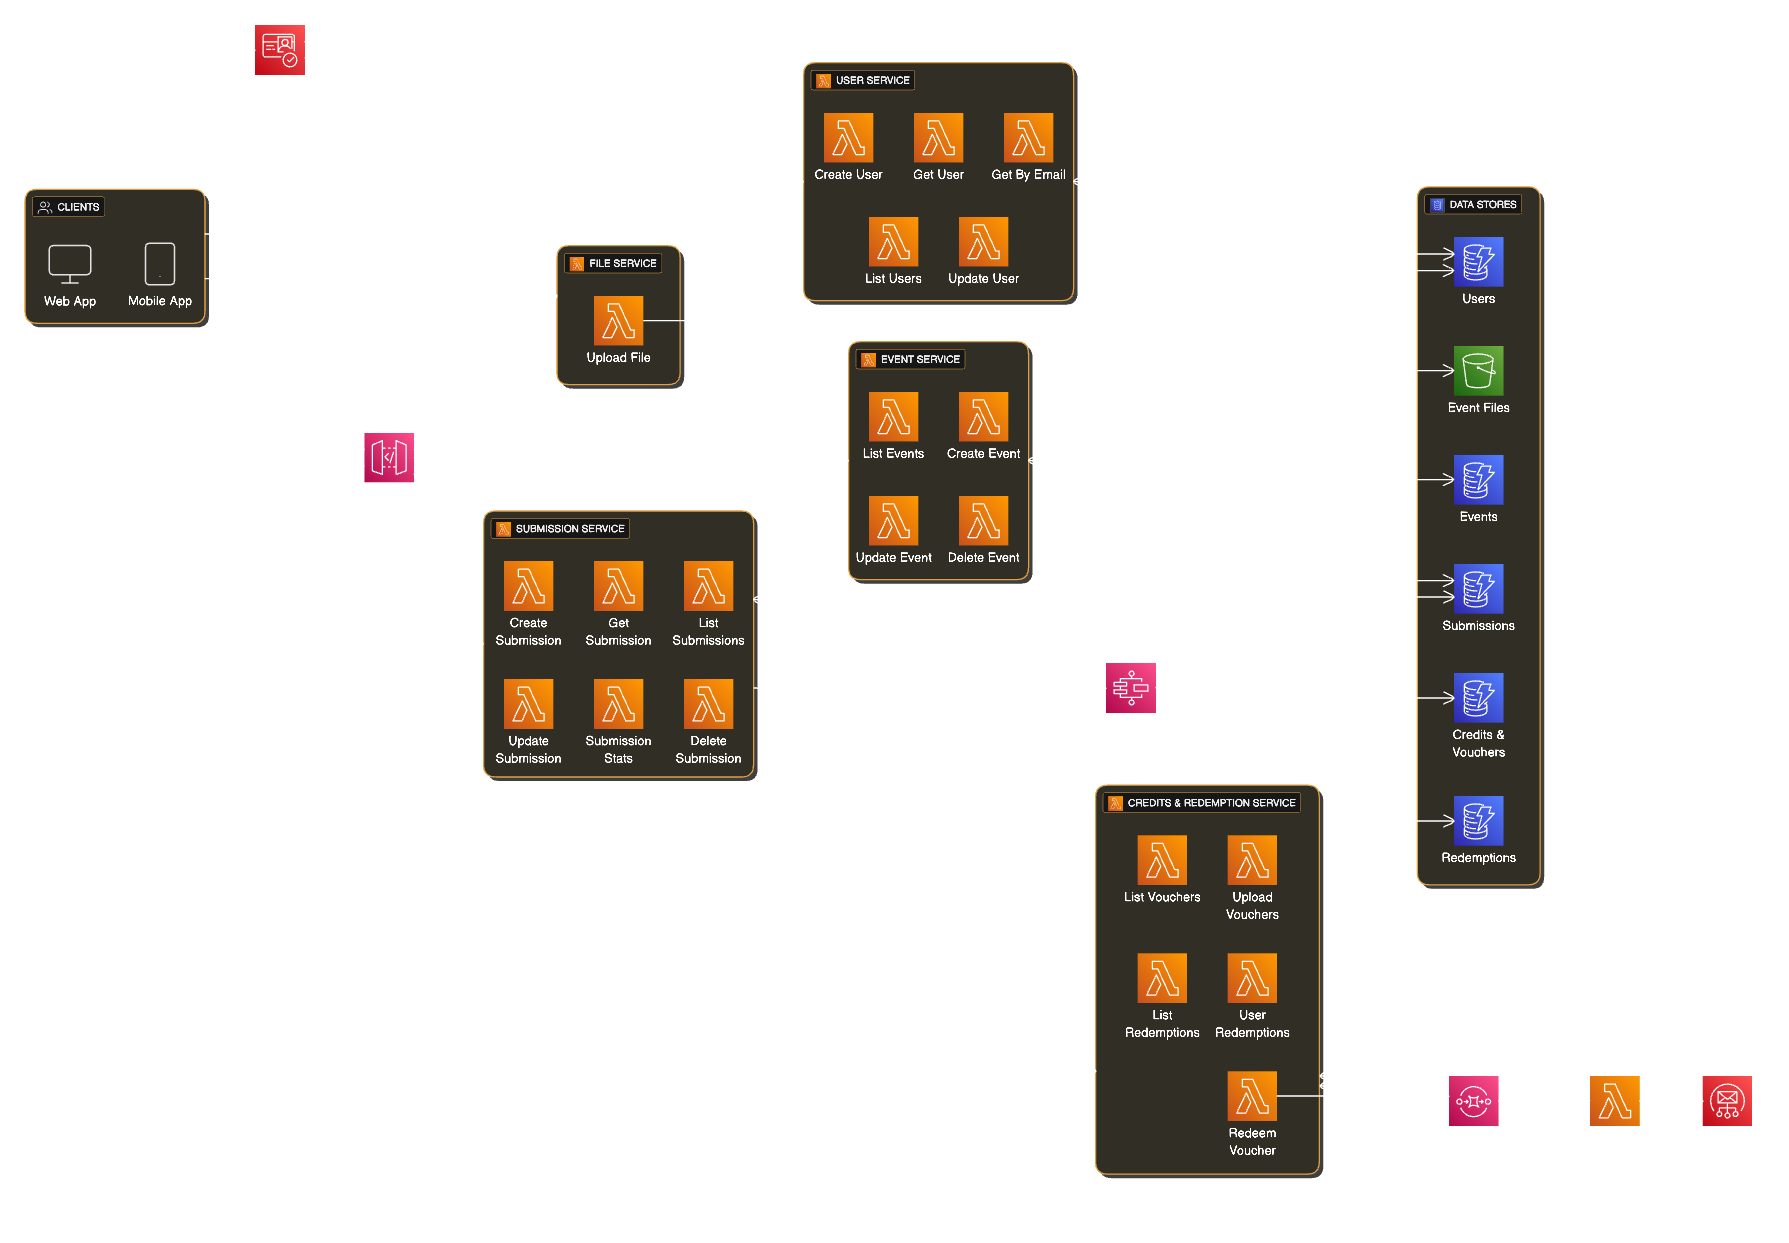 CLIENTS
Web App
Mobile App
FILE SERVICE
Upload File
USER SERVICE
Create User
Get User
Get By Email
List Users
Update User
EVENT SERVICE
List Events
Create Event
Update Event
Delete Event
SUBMISSION SERVICE
Create
Submission
Get
Submission
List
Submissions
Update
Submission
Submission
Stats
Delete
Submission
CREDITS & REDEMPTION SERVICE
List Vouchers
Upload
Vouchers
List
Redemptions
User
Redemptions
Redeem
Voucher
DATA STORES
Users
Event Files
Events
Submissions
Credits &
Vouchers
Redemptions